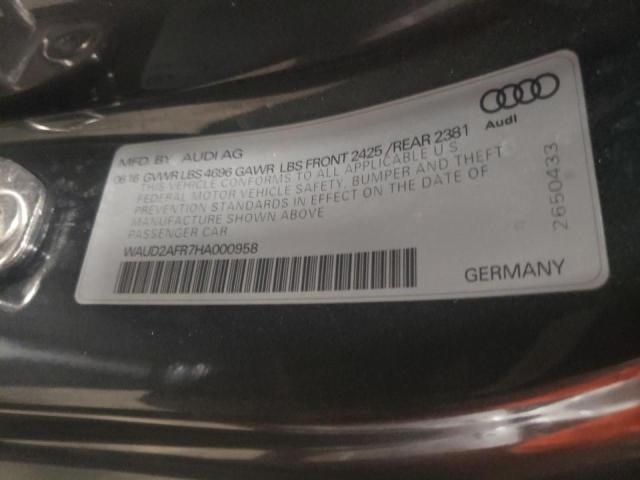 MFD. BY AUDI AG
06 16 GVWR LBS 4696 GAWR LBS FRONT 2425 /REAR 2381
THIS VEHICLE CONFORMS TO ALL APPLICABLE U S
FEDERAL MOTOR VEHICLE SAFETY, BUMPER AND THEFT
PREVENTION STANDARDS IN EFFECT ON THE DATE OF
MANUFACTURE SHOWN ABOVE
PASSENGER CAR
WAUD2AFR7HA000958
Audi
2650433
GERMANY